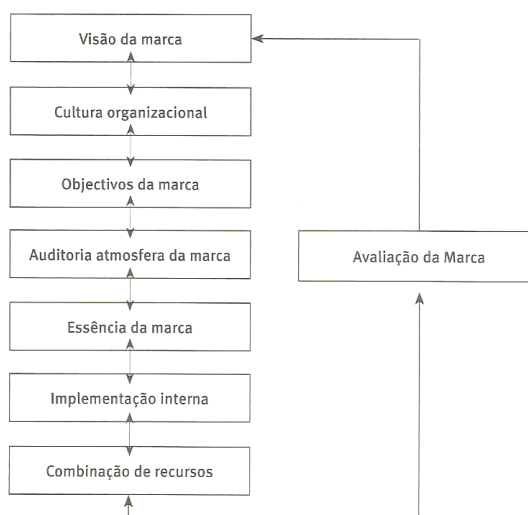 Visão da marca
Cultura organizacional
Objectivos da marca
Auditoria atmosfera da marca
Avaliação da Marca
Essência da marca
Implementação interna
Combinação de recursos